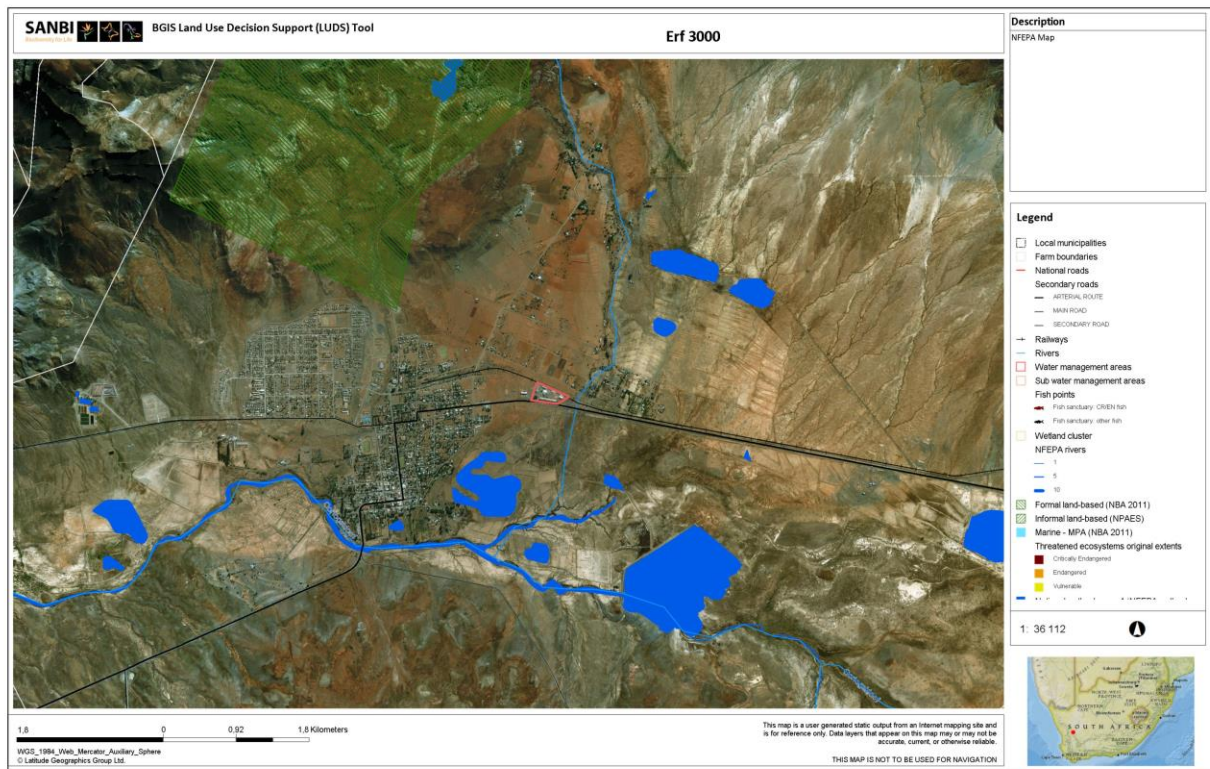 SANBI
Biodiversity for Life
BGIS Land Use Decision Support (LUDS) Tool
Erf 3000
Description
NFEPA Map
Legend
Local municipalities
Farm boundaries
National roads
Secondary roads
ARTERIAL ROUTE
MAIN ROAD
SECONDARY ROAD
Railways
Rivers
Water management areas
Sub water management areas
Fish points
Fish sanctuary: CR/EN fish
Fish sanctuary: other fish
Wetland cluster
NFEPA rivers
1
5
10
Formal land-based (NBA 2011)
Informal land-based (NPAES)
Marine - MPA (NBA 2011)
Threatened ecosystems original extents
Critically Endangered
Endangered
Vulnerable
1: 36 112
SOUTH AFRICA
1,8 0 0,92 1,8 Kilometers
WGS_1984_Web_Mercator_Auxiliary_Sphere
© Latitude Geographics Group Ltd.
This map is a user generated static output from an Internet mapping site and
is for reference only. Data layers that appear on this map may or may not be
accurate, current, or otherwise reliable.
THIS MAP IS NOT TO BE USED FOR NAVIGATION